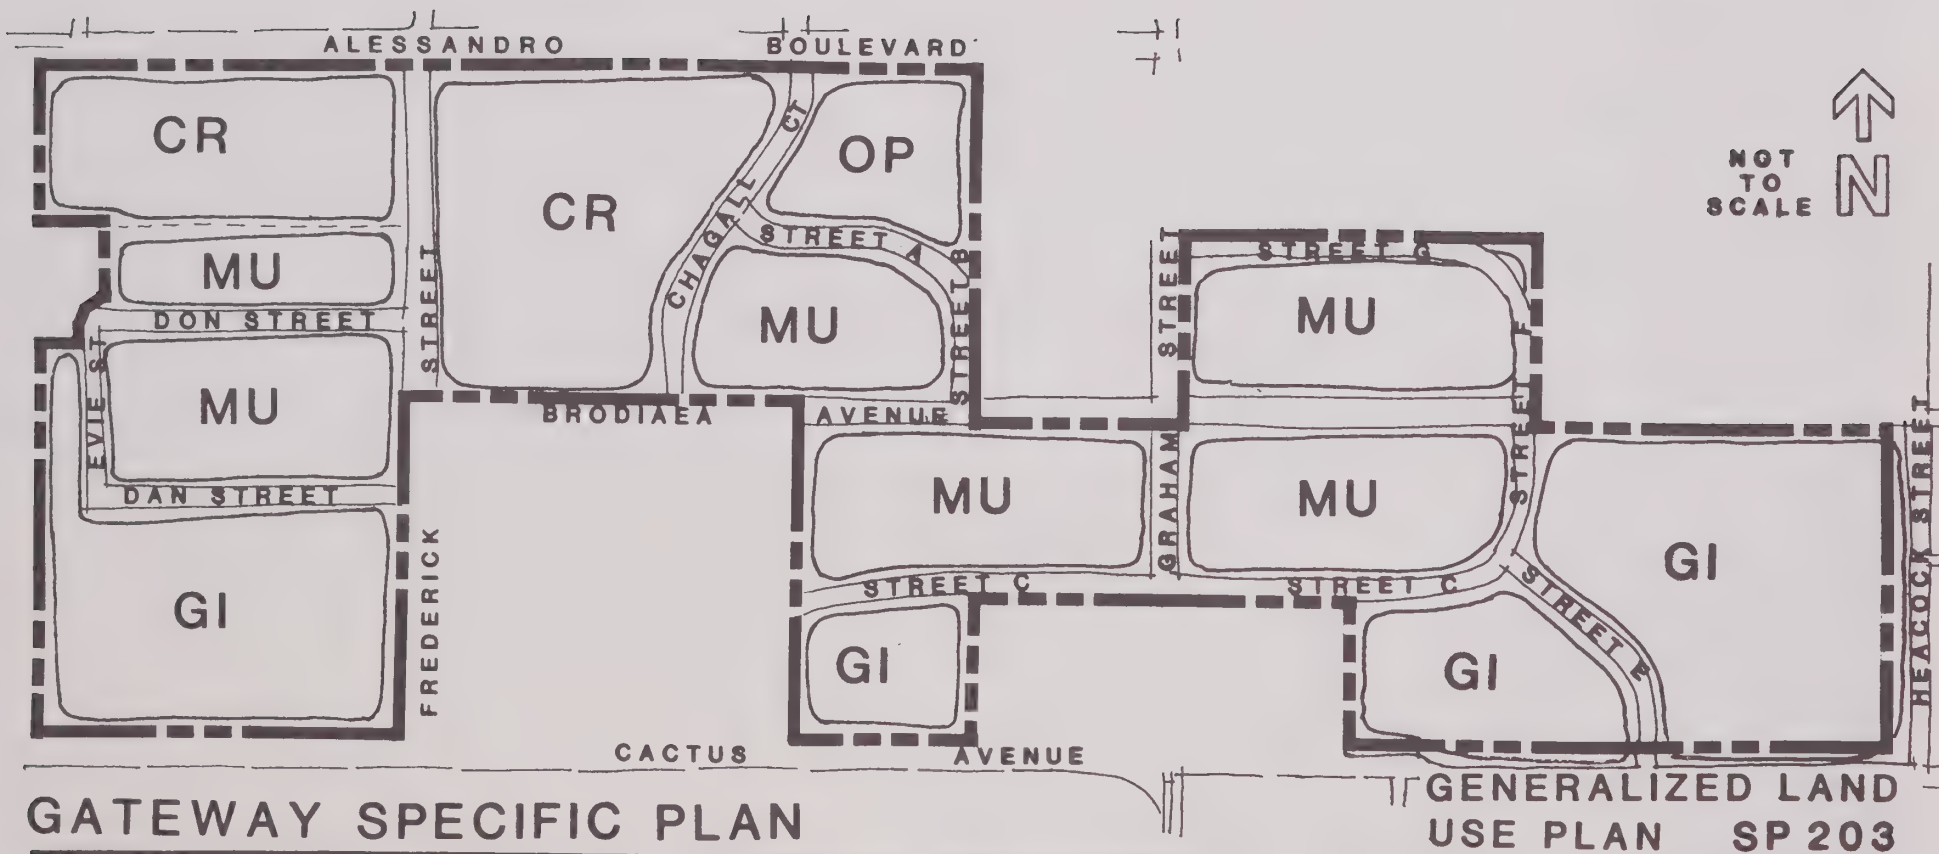 ALESSANDRO BOULEVARD
CR
CR
CHAGALL CT
OP
NOT
TO
SCALE
N
MU
STREET A
STREET B
STREET G
DON STREET
EVIE ST
MU
MU
MU
FREDERICK STREET
BRODIAEA AVENUE
GRAHAM STREET
STREET F
HEACOCK STREET
DAN STREET
MU
MU
GI
GI
STREET C
STREET C
STREET E
GI
GI
CACTUS AVENUE
GATEWAY SPECIFIC PLAN
GENERALIZED LAND
USE PLAN SP 203